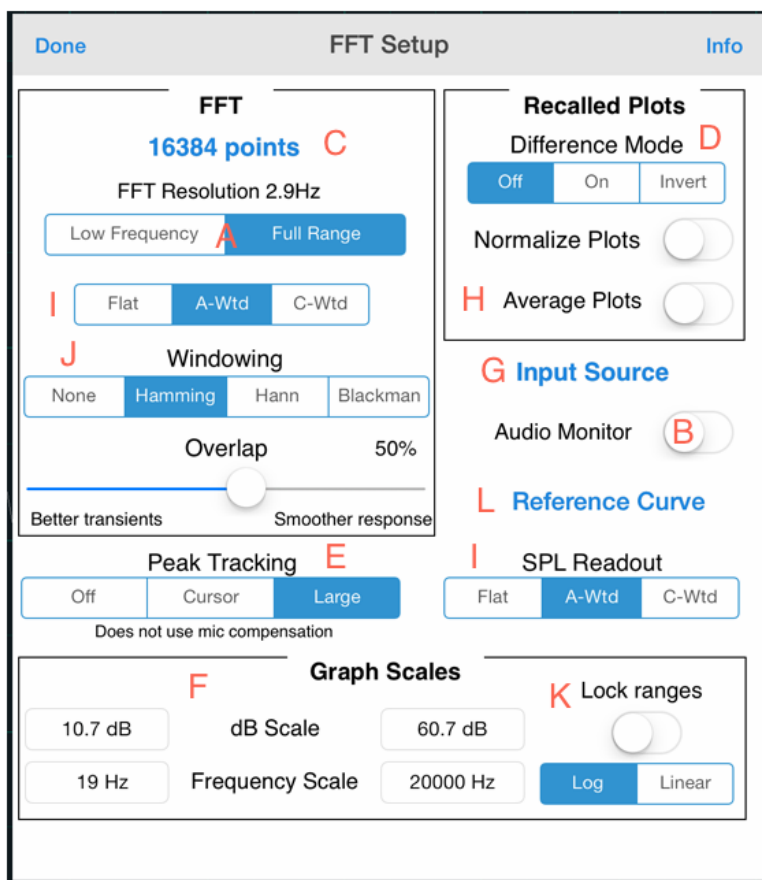 Done FFT Setup Info
FFT
16384 points C
FFT Resolution 2.9Hz
Low Frequency A Full Range
I Flat A-Wtd C-Wtd
J Windowing
None Hamming Hann Blackman
Overlap 50%
Better transients Smoother response
Recalled Plots
Difference Mode D
Off On Invert
Normalize Plots
H Average Plots
G Input Source
Audio Monitor B
L Reference Curve
Peak Tracking E
Off Cursor Large
Does not use mic compensation
I SPL Readout
Flat A-Wtd C-Wtd
Graph Scales
F K Lock ranges
10.7 dB dB Scale 60.7 dB
19 Hz Frequency Scale 20000 Hz Log Linear